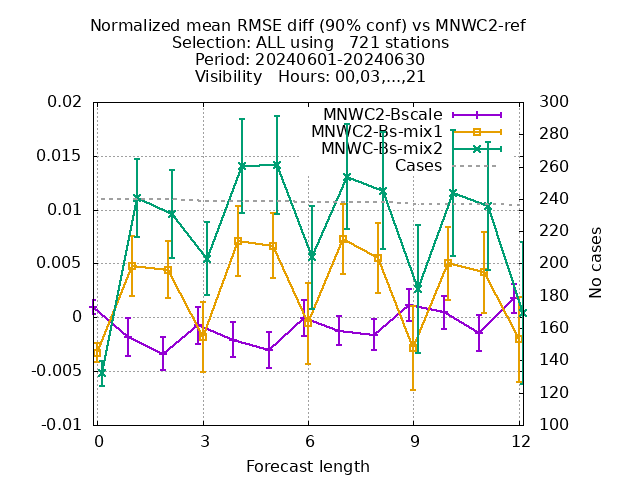 Normalized mean RMSE diff (90% conf) vs MNWC2-ref
Selection: ALL using   721 stations
Period: 20240601-20240630
Visibility   Hours: 00,03,...,21
MNWC2-Bscale
MNWC2-Bs-mix1
MNWC-Bs-mix2
Cases
0.02
0.015
0.01
0.005
0
-0.005
-0.01
300
280
260
240
220
200
180
160
140
120
100
No cases
0
3
6
9
12
Forecast length